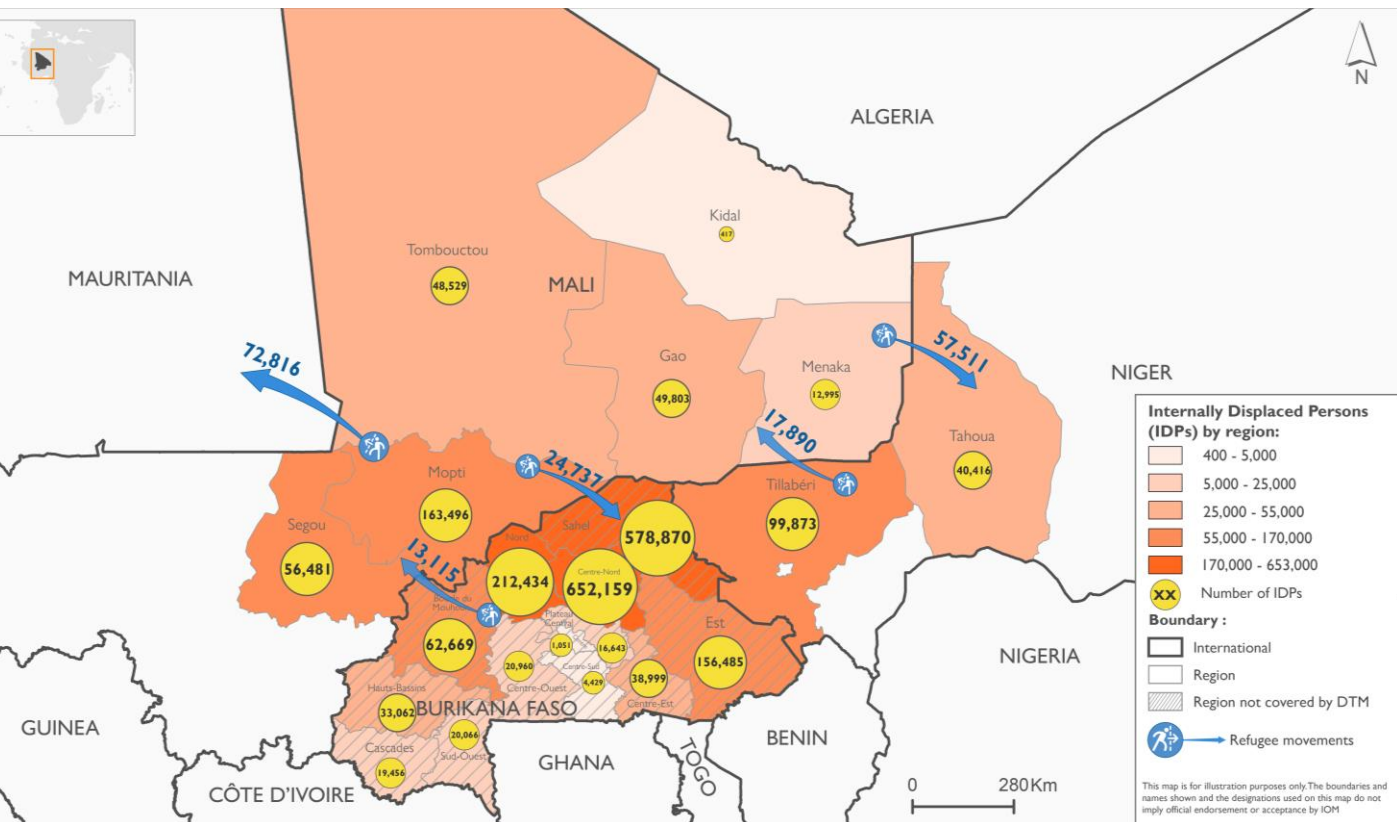 ALGERIA
N
Kidal
417
Tombouctou
48,529
MAURITANIA
MALI
72,816
Gao
49,803
Menaka
12,995
57,511
NIGER
17,890
Tahoua
40,416
Mopti
163,496
24,737
Tillabéri
99,873
Segou
56,481
Sahel
578,870
Nord
212,434
Centre-Nord
652,159
13,115
Boucle du
Mouhoun
62,669
Plateau
Central
1,051
16,643
Est
156,485
Centre-Sud
4,429
20,960
Centre-Ouest
38,999
Centre-Est
Hauts-Bassins
33,062
BURIKANA FASO
20,066
Sud-Ouest
Cascades
19,456
NIGERIA
GUINEA
CÔTE D'IVOIRE
GHANA
TOGO
BENIN
0 280Km
Internally Displaced Persons
(IDPs) by region:
400 - 5,000
5,000 - 25,000
25,000 - 55,000
55,000 - 170,000
170,000 - 653,000
XX Number of IDPs
Boundary :
International
Region
Region not covered by DTM
Refugee movements
This map is for illustration purposes only. The boundaries and
names shown and the designations used on this map do not
imply official endorsement or acceptance by IOM